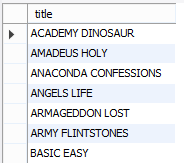 title
ACADEMY DINOSAUR
AMADEUS HOLY
ANACONDA CONFESSIONS
ANGELS LIFE
ARMAGEDDON LOST
ARMY FLINTSTONES
BASIC EASY